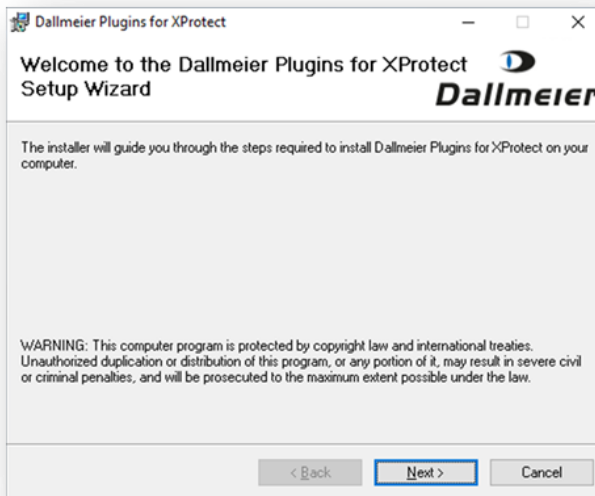 Dallmeier Plugins for XProtect
Welcome to the Dallmeier Plugins for XProtect
Setup Wizard
Dallmeier
The installer will guide you through the steps required to install Dallmeier Plugins for XProtect on your
computer.
WARNING: This computer program is protected by copyright law and international treaties.
Unauthorized duplication or distribution of this program, or any portion of it, may result in severe civil
or criminal penalties, and will be prosecuted to the maximum extent possible under the law.
< Back
Next >
Cancel